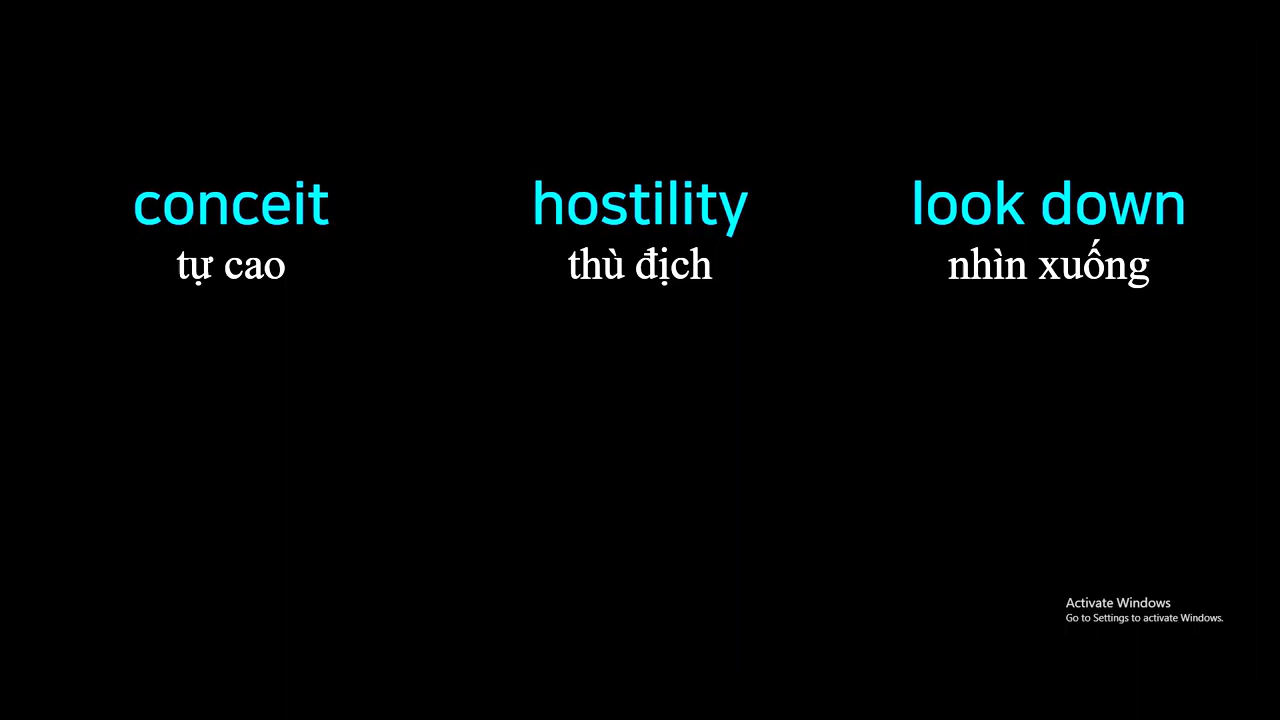 conceit hostility look down
tự cao thù địch nhìn xuống
Activate Windows
Go to Settings to activate Windows.